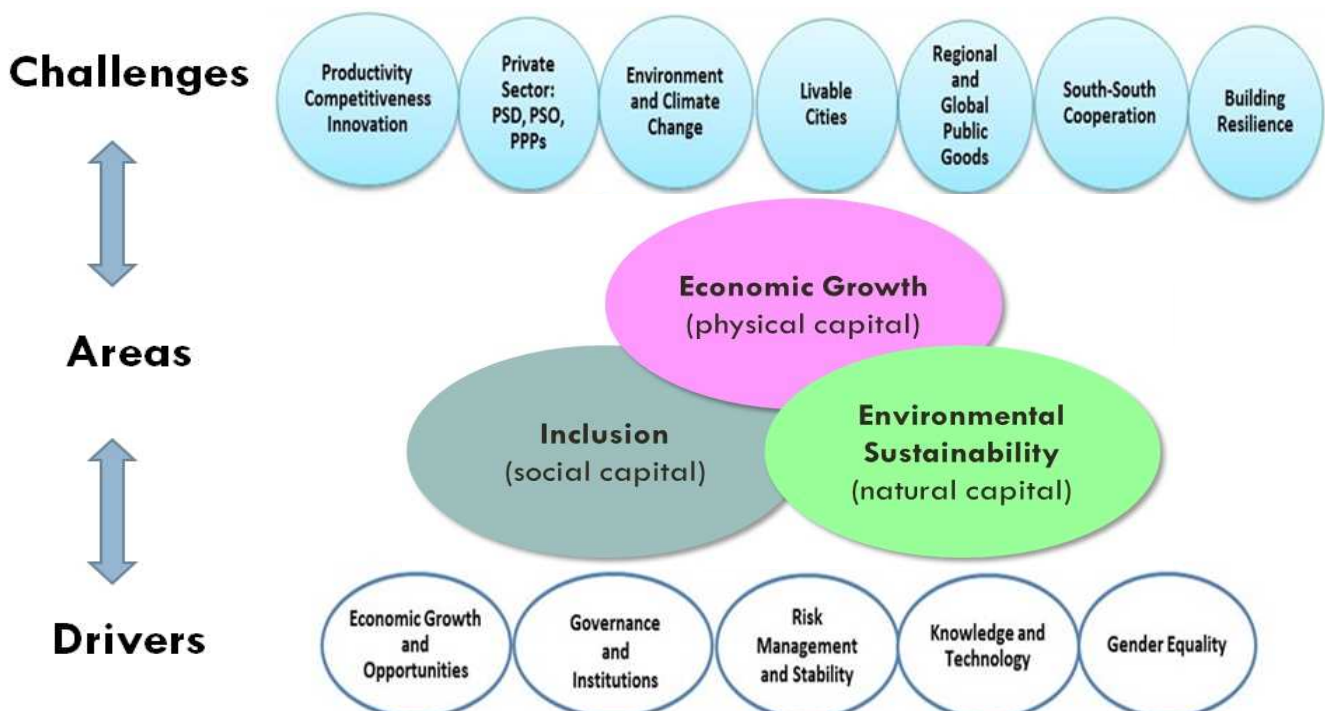 Challenges
Productivity
Competitiveness
Innovation
Private
Sector:
PSD, PSO,
PPPs
Environment
and Climate
Change
Livable
Cities
Regional
and
Global
Public
Goods
South-South
Cooperation
Building
Resilience
Areas
Economic Growth
(physical capital)
Inclusion
(social capital)
Environmental
Sustainability
(natural capital)
Drivers
Economic Growth
and
Opportunities
Governance
and
Institutions
Risk
Management
and Stability
Knowledge and
Technology
Gender Equality